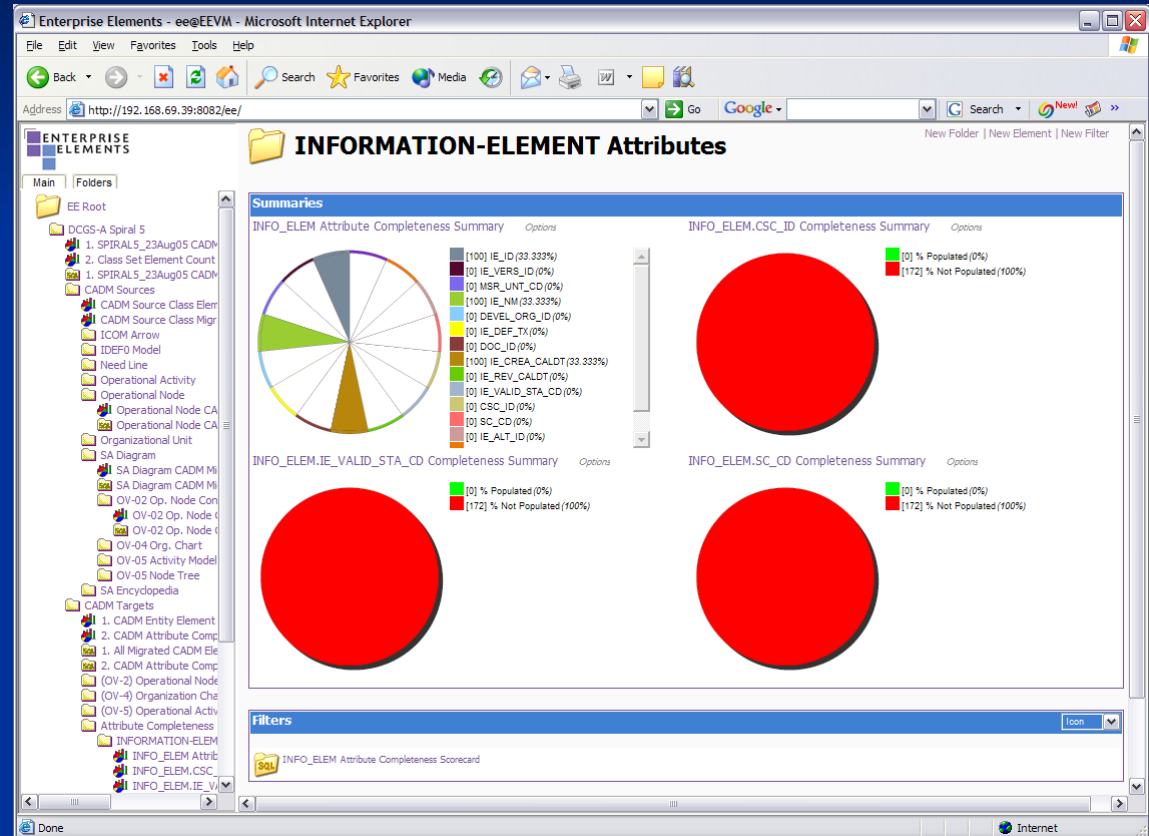 Enterprise Elements - ee@EEVM - Microsoft Internet Explorer
File Edit View Favorites Tools Help
Back Search Favorites Media
Address http://192.168.69.39:8082/ee/ Go Google Search New! »
ENTERPRISE
ELEMENTS
INFORMATION-ELEMENT Attributes
New Folder | New Element | New Filter
Main Folders
EE Root
DCGS-A Spiral 5
1. SPIRAL5_23Aug05 CADM
2. Class Set Element Count
1. SPIRAL5_23Aug05 CADM
CADM Sources
CADM Source Class Elem
CADM Source Class Migr
ICOM Arrow
IDEF0 Model
Need Line
Operational Activity
Operational Node
Operational Node CA
SQL Operational Node CA
Organizational Unit
SA Diagram
SA Diagram CADM Mi
SQL SA Diagram CADM Mi
OV-02 Op. Node Con
OV-02 Op. Node
OV-02 Op. Node
OV-04 Org. Chart
OV-05 Activity Model
OV-05 Node Tree
SA Encyclopedia
CADM Targets
1. CADM Entity Element
2. CADM Attribute Comp
1. All Migrated CADM Ele
2. CADM Attribute Comp
(OV-2) Operational Node
(OV-4) Organization Cha
(OV-5) Operational Activ
Attribute Completeness
INFORMATION-ELEM
INFO_ELEM Attrib
INFO_ELEM.CSC_
INFO_ELEM.IE_VA
Summaries
INFO_ELEM Attribute Completeness Summary Options
[100] IE_ID (33.333%)
[0] IE_VERS_ID (0%)
[0] MSR_UNT_CD (0%)
[100] IE_NM (33.333%)
[0] DEVEL_ORG_ID (0%)
[0] IE_DEF_TX (0%)
[0] DOC_ID (0%)
[100] IE_CREA_CALDT (33.333%)
[0] IE_REV_CALDT (0%)
[0] IE_VALID_STA_CD (0%)
[0] CSC_ID (0%)
[0] SC_CD (0%)
[0] IE_ALT_ID (0%)
INFO_ELEM.CSC_ID Completeness Summary Options
[0] % Populated (0%)
[172] % Not Populated (100%)
INFO_ELEM.IE_VALID_STA_CD Completeness Summary Options
[0] % Populated (0%)
[172] % Not Populated (100%)
INFO_ELEM.SC_CD Completeness Summary Options
[0] % Populated (0%)
[172] % Not Populated (100%)
Filters Icon
SQL INFO_ELEM Attribute Completeness Scorecard
Done Internet